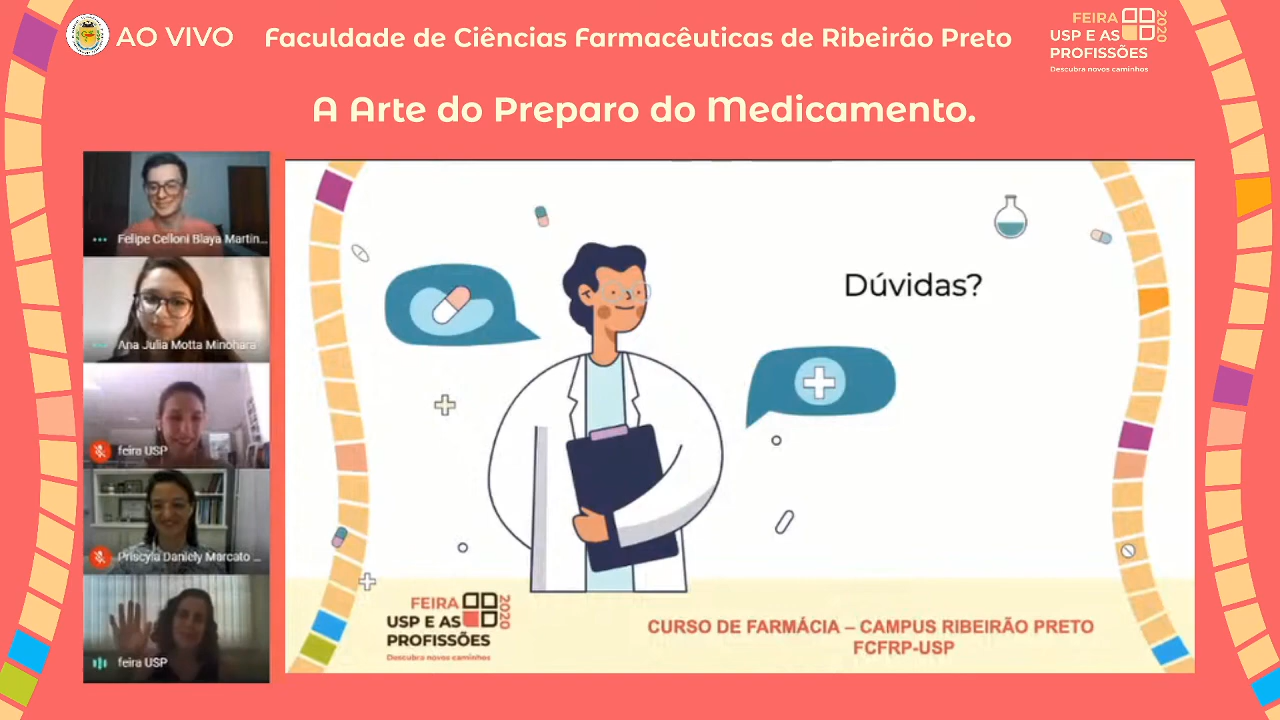 AO VIVO
Faculdade de Ciências Farmacêuticas de Ribeirão Preto
FEIRA
USP E AS
PROFISSÕES
2020
Descubra novos caminhos
A Arte do Preparo do Medicamento.
Felipe Celloni Blaya Martin...
Ana Julia Motta Minohara
feira USP
Priscyla Daniely Marcato ...
feira USP
Dúvidas?
FEIRA
USP E AS
PROFISSÕES
2020
Descubra novos caminhos
CURSO DE FARMÁCIA – CAMPUS RIBEIRÃO PRETO
FCFRP-USP